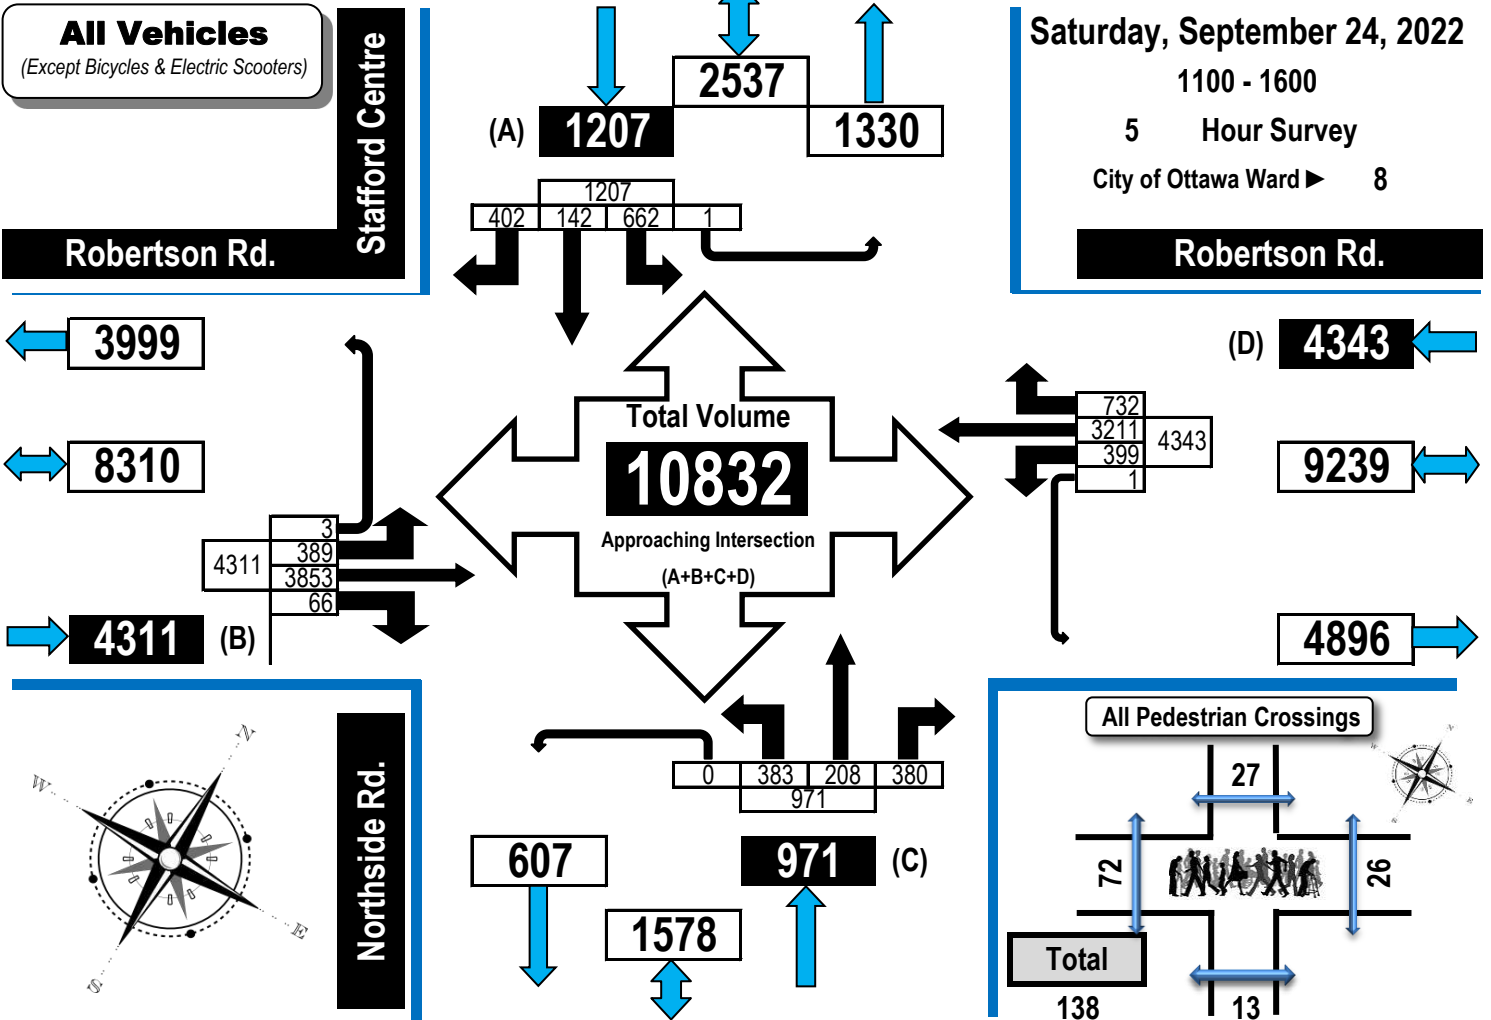 All Vehicles
(Except Bicycles & Electric Scooters)
Stafford Centre
Robertson Rd.
2537
(A) 1207
1330
1207
402 142 662 1
Saturday, September 24, 2022
1100 - 1600
5 Hour Survey
City of Ottawa Ward ► 8
Robertson Rd.
3999
8310
3
389
3853
66
4311
4311 (B)
Total Volume
10832
Approaching Intersection
(A+B+C+D)
(D) 4343
732
3211
399
1
4343
9239
4896
0 383 208 380
971
607
971 (C)
1578
Northside Rd.
N
W
E
S
All Pedestrian Crossings
N
W
E
S
27
72
26
Total
138
13